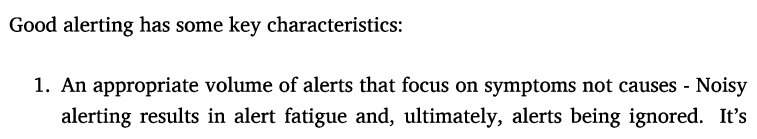 Good alerting has some key characteristics:
1. An appropriate volume of alerts that focus on symptoms not causes - Noisy
alerting results in alert fatigue and, ultimately, alerts being ignored. It’s